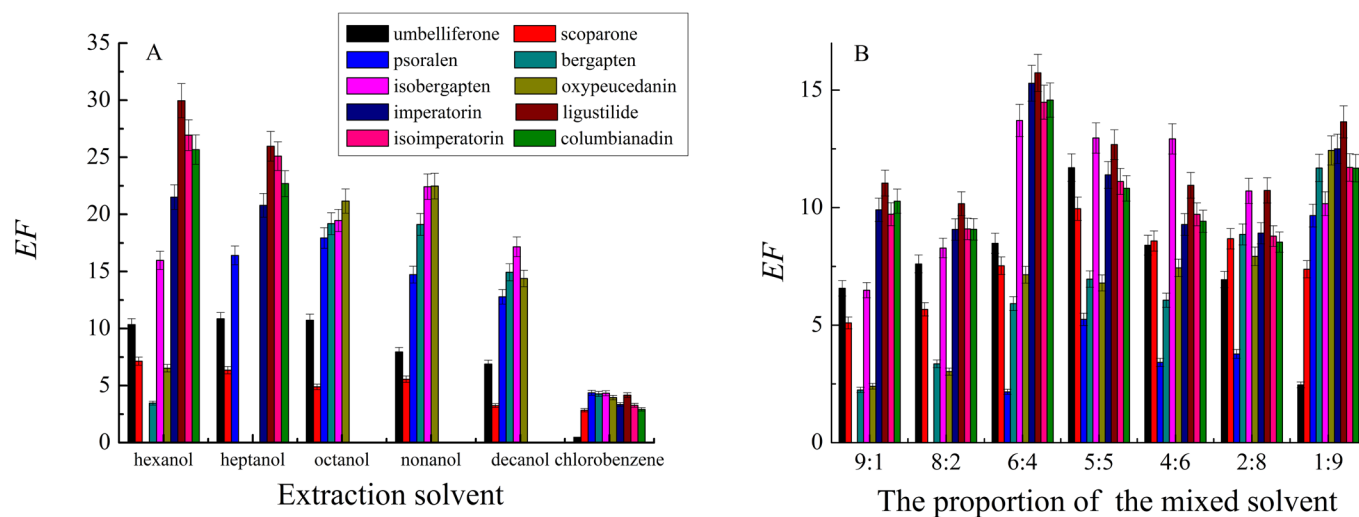 A
EF
35
30
25
20
15
10
5
0
hexanol heptanol octanol nonanol decanol chlorobenzene
Extraction solvent
umbelliferone scoparone
psoralen bergapten
isobergapten oxypeucedanin
imperatorin ligustilide
isoimperatorin columbianadin
B
EF
15
10
5
0
9:1 8:2 6:4 5:5 4:6 2:8 1:9
The proportion of the mixed solvent